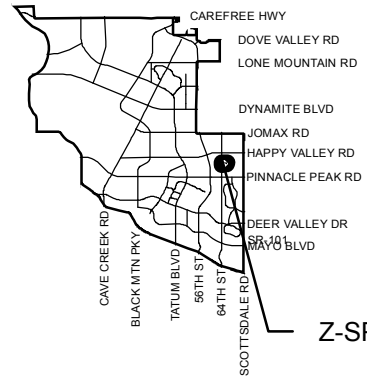 CAREFREE HWY
DOVE VALLEY RD
LONE MOUNTAIN RD
DYNAMITE BLVD
JOMAX RD
HAPPY VALLEY RD
PINNACLE PEAK RD
DEER VALLEY DR
SR-101
MAYO BLVD
CAVE CREEK RD
BLACK MTN PKY
TATUM BLVD
56TH ST
64TH ST
SCOTTSDALE RD
Z-SP